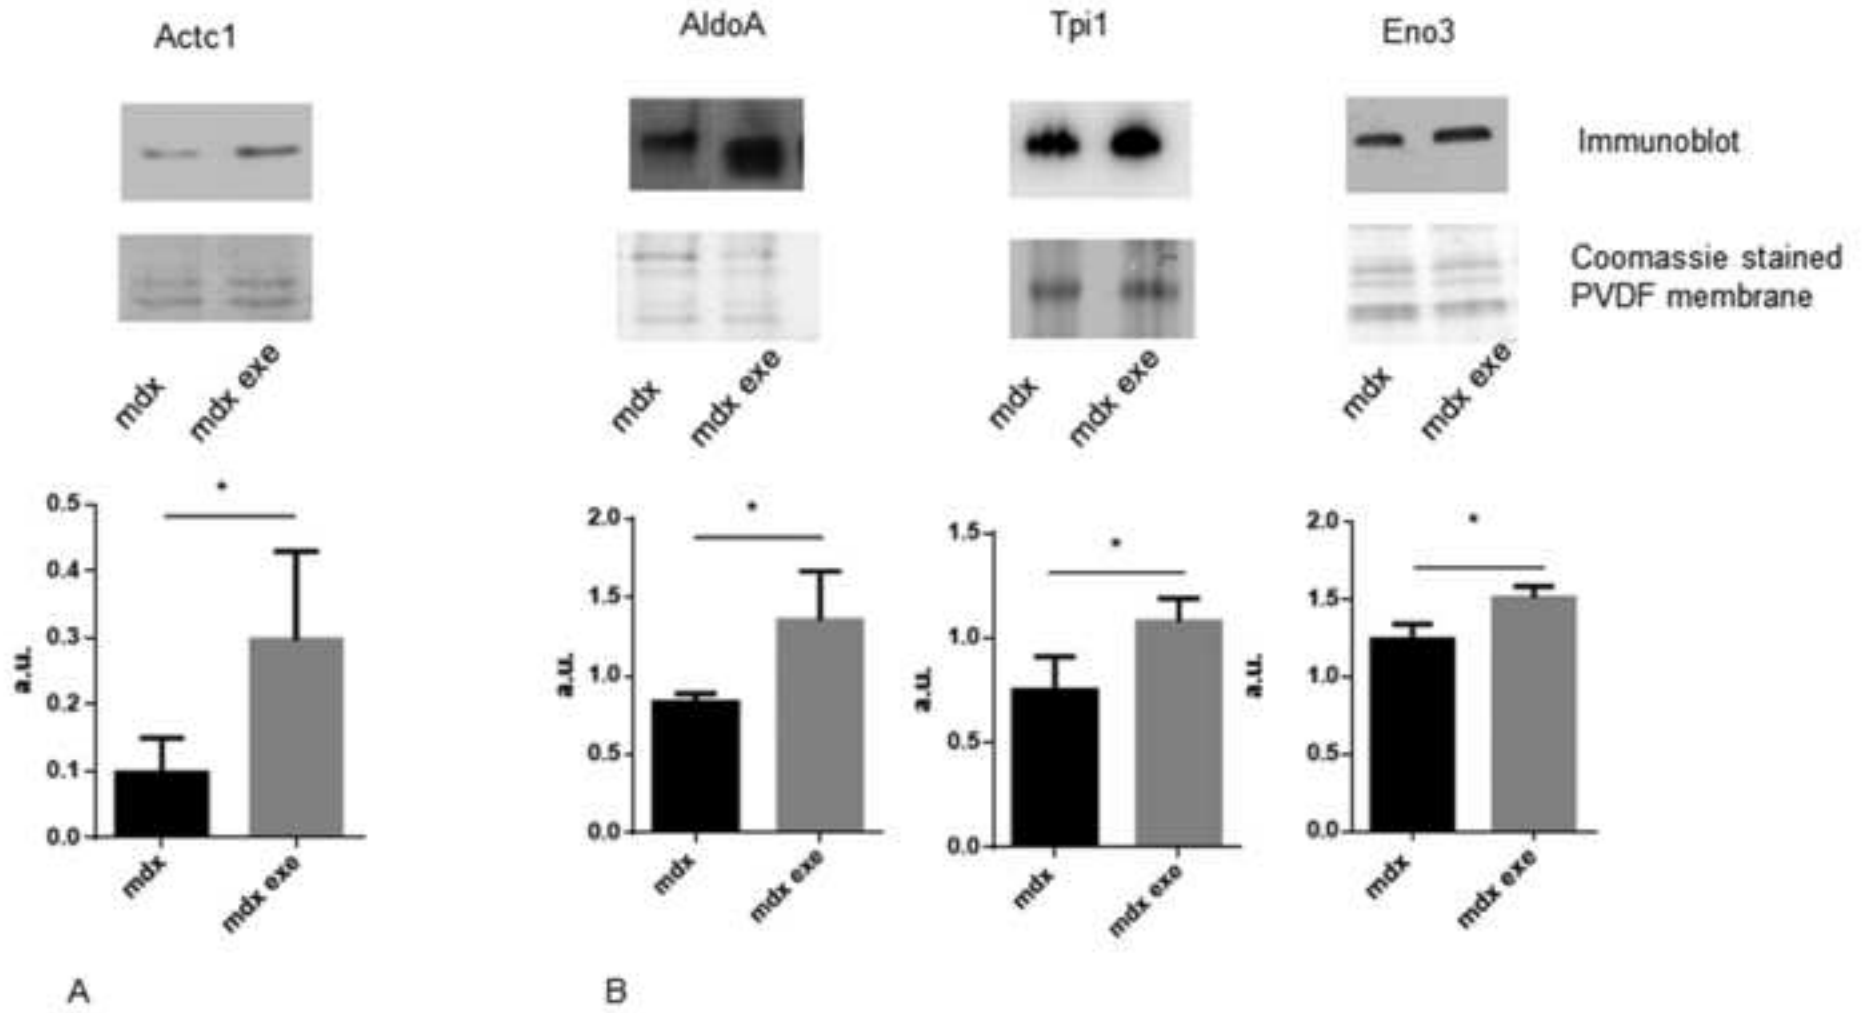 Actc1
AldoA
Tpi1
Eno3
Immunoblot
Coomassie stained
PVDF membrane
mdx
mdx exe
mdx
mdx exe
mdx
mdx exe
mdx
mdx exe
*
0.5
0.4
0.3
0.2
0.1
0.0
a.u.
mdx
mdx exe
*
2.0
1.5
1.0
0.5
0.0
a.u.
mdx
mdx exe
*
1.5
1.0
0.5
0.0
a.u.
mdx
mdx exe
*
2.0
1.5
1.0
0.5
0.0
a.u.
mdx
mdx exe
A
B